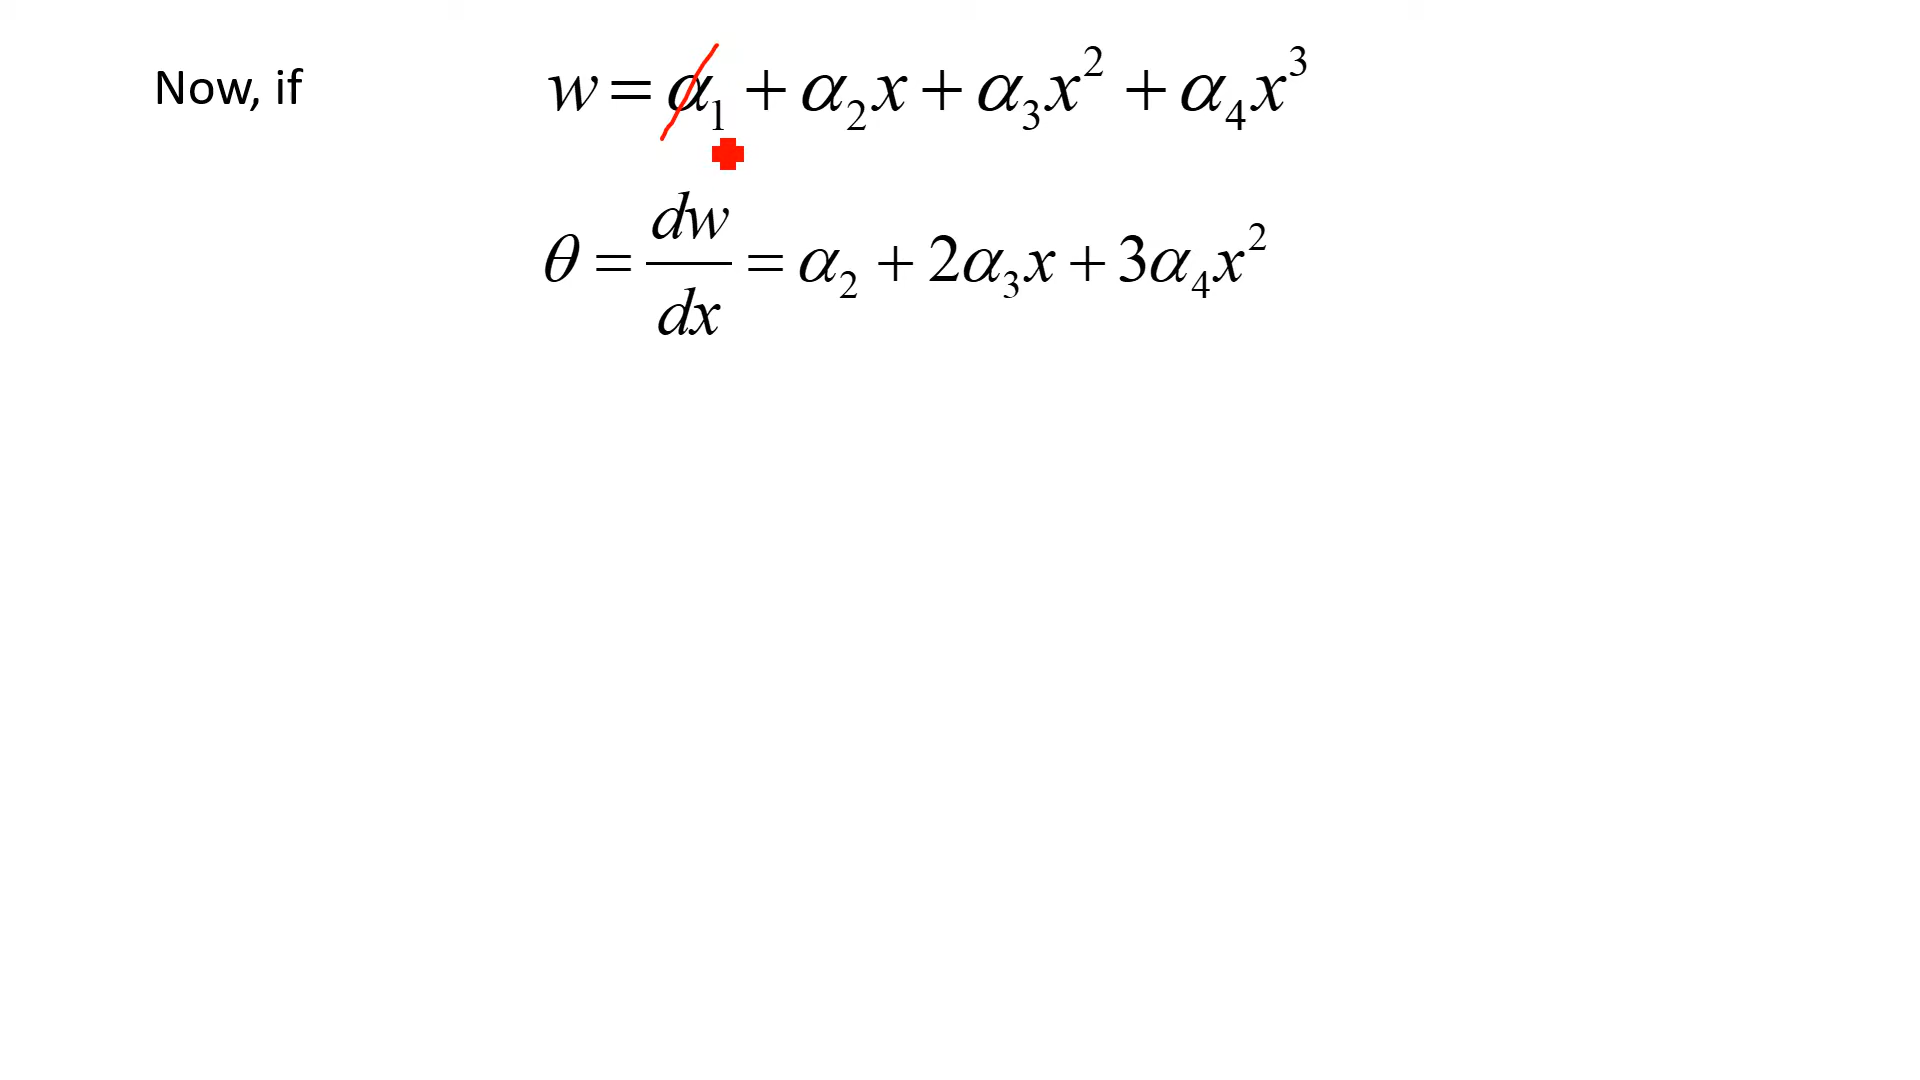 Now, if w = α₁ + α₂x + α₃x² + α₄x³
θ = dw/dx = α₂ + 2α₃x + 3α₄x²